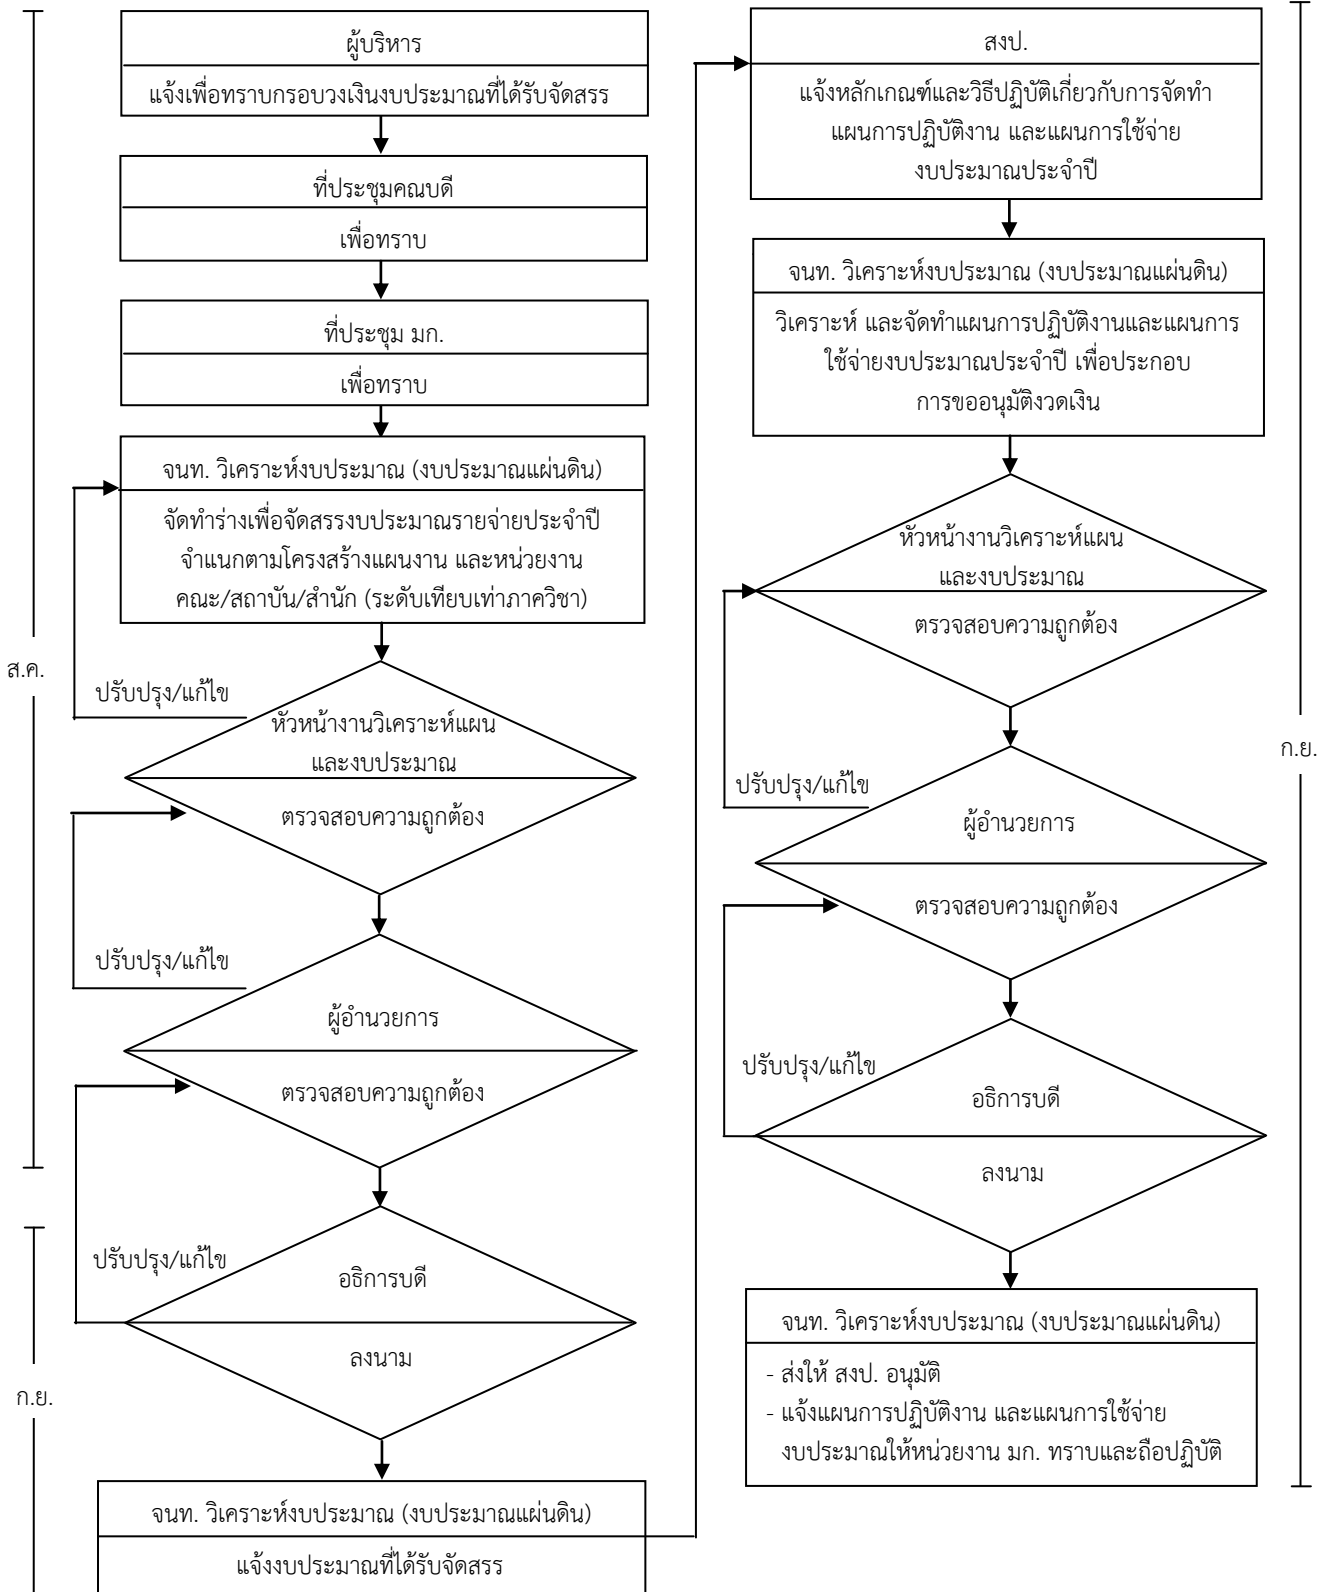 ผู้บริหาร
แจ้งเพื่อทราบกรอบวงเงินงบประมาณที่ได้รับจัดสรร
ที่ประชุมคณบดี
เพื่อทราบ
ที่ประชุม มก.
เพื่อทราบ
จนท. วิเคราะห์งบประมาณ (งบประมาณแผ่นดิน)
จัดทำร่างเพื่อจัดสรรงบประมาณรายจ่ายประจำปี
จำแนกตามโครงสร้างแผนงาน และหน่วยงาน
คณะ/สถาบัน/สำนัก (ระดับเทียบเท่าภาควิชา)
ส.ค.
ปรับปรุง/แก้ไข
หัวหน้างานวิเคราะห์แผน
และงบประมาณ
ตรวจสอบความถูกต้อง
ปรับปรุง/แก้ไข
ผู้อำนวยการ
ตรวจสอบความถูกต้อง
ปรับปรุง/แก้ไข
อธิการบดี
ลงนาม
ก.ย.
จนท. วิเคราะห์งบประมาณ (งบประมาณแผ่นดิน)
แจ้งงบประมาณที่ได้รับจัดสรร
สงป.
แจ้งหลักเกณฑ์และวิธีปฏิบัติเกี่ยวกับการจัดทำ
แผนการปฏิบัติงาน และแผนการใช้จ่าย
งบประมาณประจำปี
จนท. วิเคราะห์งบประมาณ (งบประมาณแผ่นดิน)
วิเคราะห์ และจัดทำแผนการปฏิบัติงานและแผนการ
ใช้จ่ายงบประมาณประจำปี เพื่อประกอบ
การขออนุมัติงวดเงิน
หัวหน้างานวิเคราะห์แผน
และงบประมาณ
ตรวจสอบความถูกต้อง
ก.ย.
ปรับปรุง/แก้ไข
ผู้อำนวยการ
ตรวจสอบความถูกต้อง
ปรับปรุง/แก้ไข
อธิการบดี
ลงนาม
จนท. วิเคราะห์งบประมาณ (งบประมาณแผ่นดิน)
- ส่งให้ สงป. อนุมัติ
- แจ้งแผนการปฏิบัติงาน และแผนการใช้จ่าย
งบประมาณให้หน่วยงาน มก. ทราบและถือปฏิบัติ